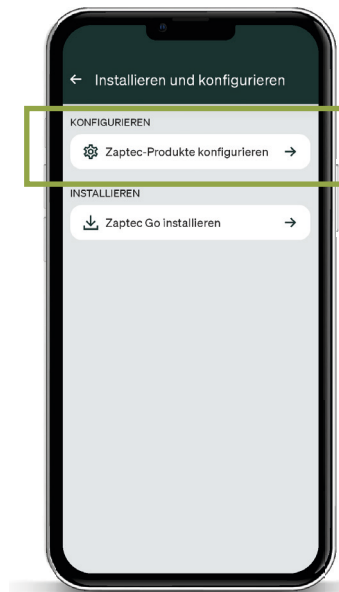 Installieren und konfigurieren
KONFIGURIEREN
Zaptec-Produkte konfigurieren
INSTALLIEREN
Zaptec Go installieren